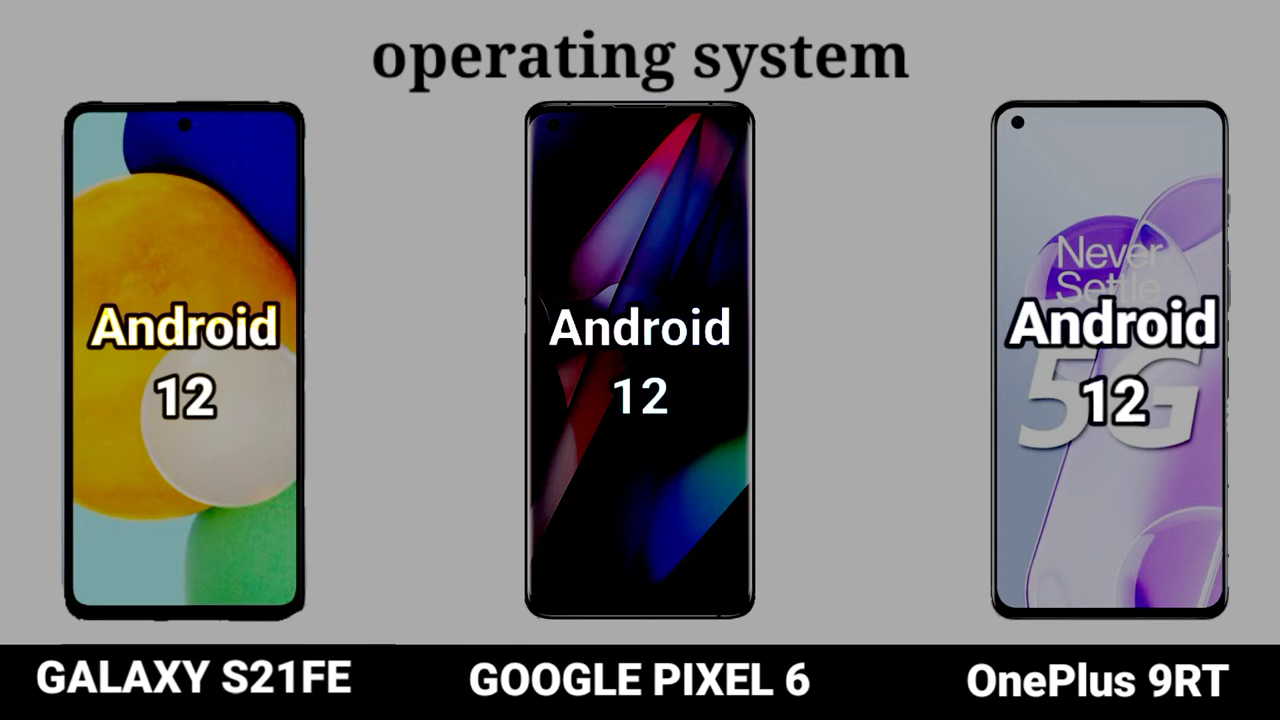 operating system
Android
12
Android
12
Never
Settle
Android
5G
12
GALAXY S21FE
GOOGLE PIXEL 6
OnePlus 9RT